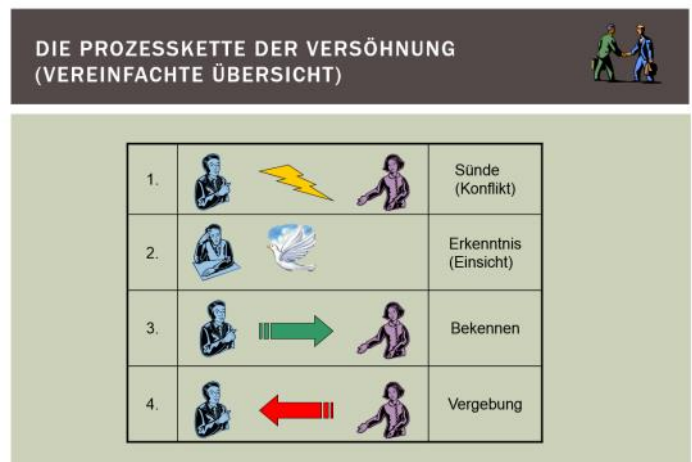 DIE PROZESSKETTE DER VERSÖHNUNG
(VEREINFACHTE ÜBERSICHT)
1.
Sünde
(Konflikt)
2.
Erkenntnis
(Einsicht)
3.
Bekennen
4.
Vergebung